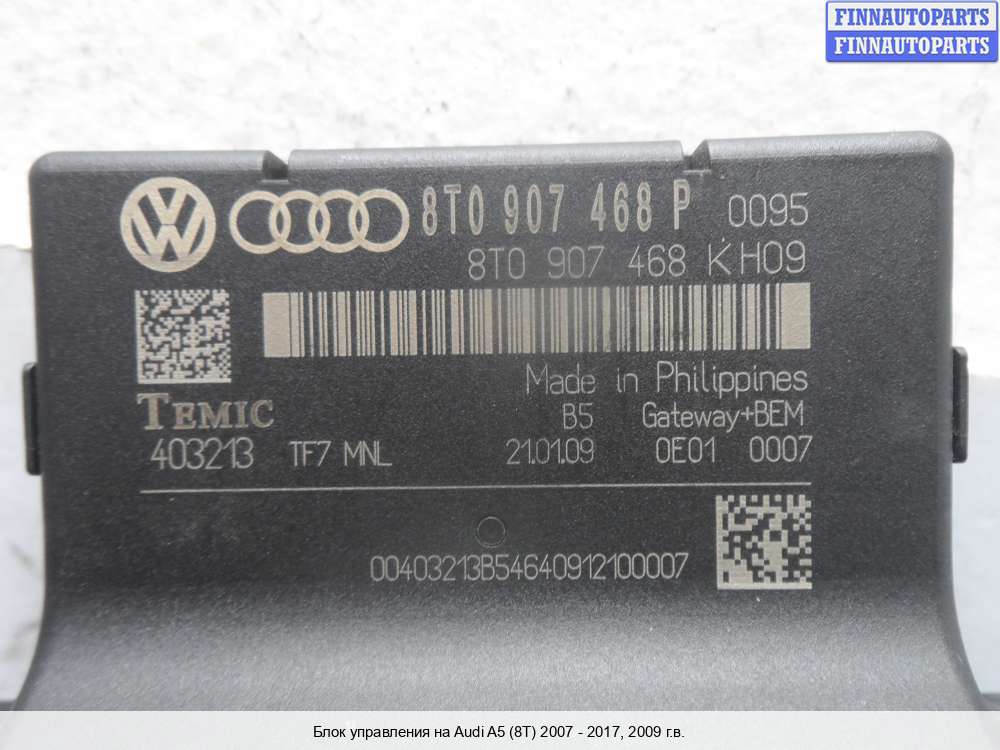 FINNAUTOPARTS
FINNAUTOPARTS
8T0 907 468 P 0095
8T0 907 468 K H09
Made in Philippines
TEMIC B5 Gateway+BEM
403213 TF7 MNL 21.01.09 0E01 0007
00403213B54640912100007
Блок управления на Audi A5 (8T) 2007 - 2017, 2009 г.в.